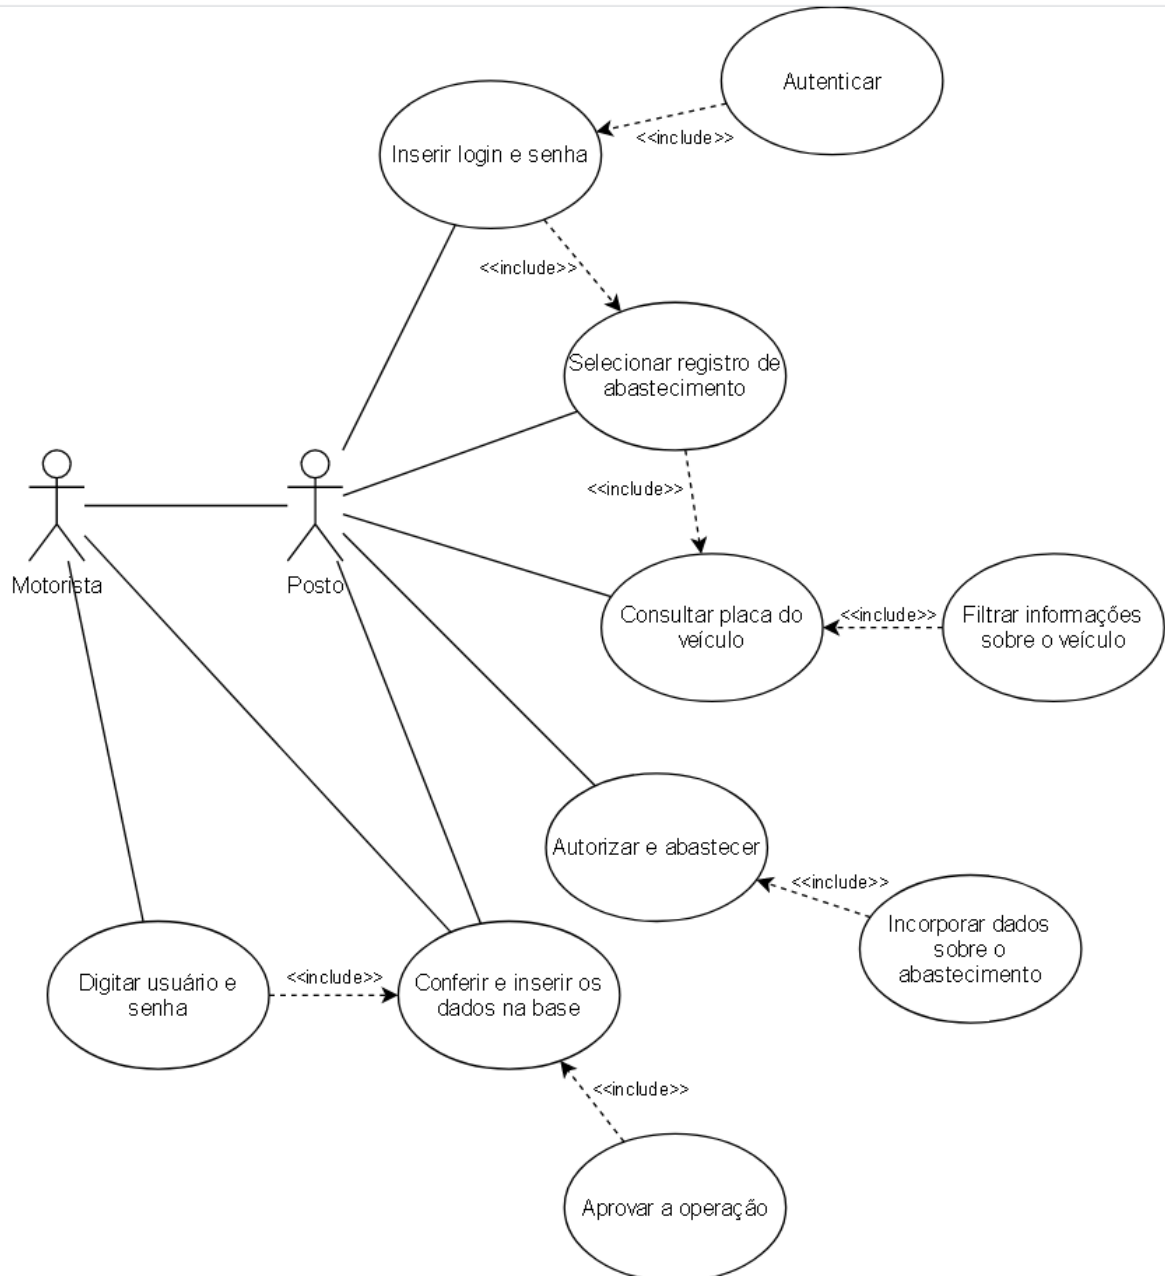 Autenticar
<<include>>
Inserir login e senha
<<include>>
Selecionar registro de
abastecimento
<<include>>
Motorista
Posto
Consultar placa do
veículo
<<include>>
Filtrar informações
sobre o veículo
Autorizar e abastecer
<<include>>
Incorporar dados
sobre o
abastecimento
Digitar usuário e
senha
<<include>>
Conferir e inserir os
dados na base
<<include>>
Aprovar a operação